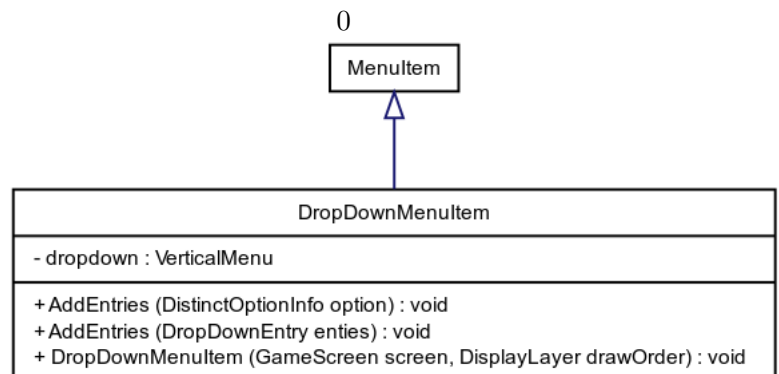 0
MenuItem
DropDownMenuItem
- dropdown : VerticalMenu
+ AddEntries (DistinctOptionInfo option) : void
+ AddEntries (DropDownEntry enties) : void
+ DropDownMenuItem (GameScreen screen, DisplayLayer drawOrder) : void